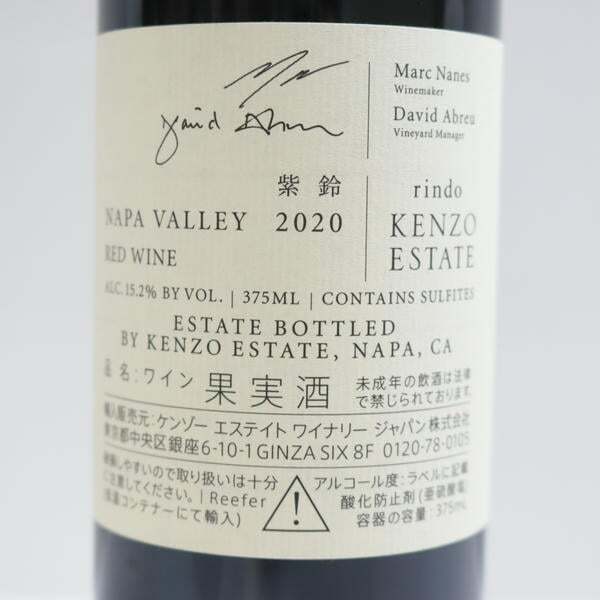 David Abreu
Marc Nanes
Winemaker
David Abreu
Vineyard Manager
紫鈴
rindo
NAPA VALLEY 2020
KENZO
ESTATE
RED WINE
ALC. 15.2% BY VOL. | 375ML | CONTAINS SULFITES
ESTATE BOTTLED
BY KENZO ESTATE, NAPA, CA
品名:ワイン 果実酒 未成年の飲酒は法律
で禁じられております。
輸入販売元:ケンゾー エステイト ワイナリー ジャパン株式会社
東京都中央区銀座6-10-1 GINZA SIX 8F 0120-78-0105
破損しやすいので取り扱いは十分
ご注意してください。| Reefer
(低温コンテナーにて輸入)
アルコール度:ラベルに記載
酸化防止剤(亜硫酸塩)
容器の容量:375mL